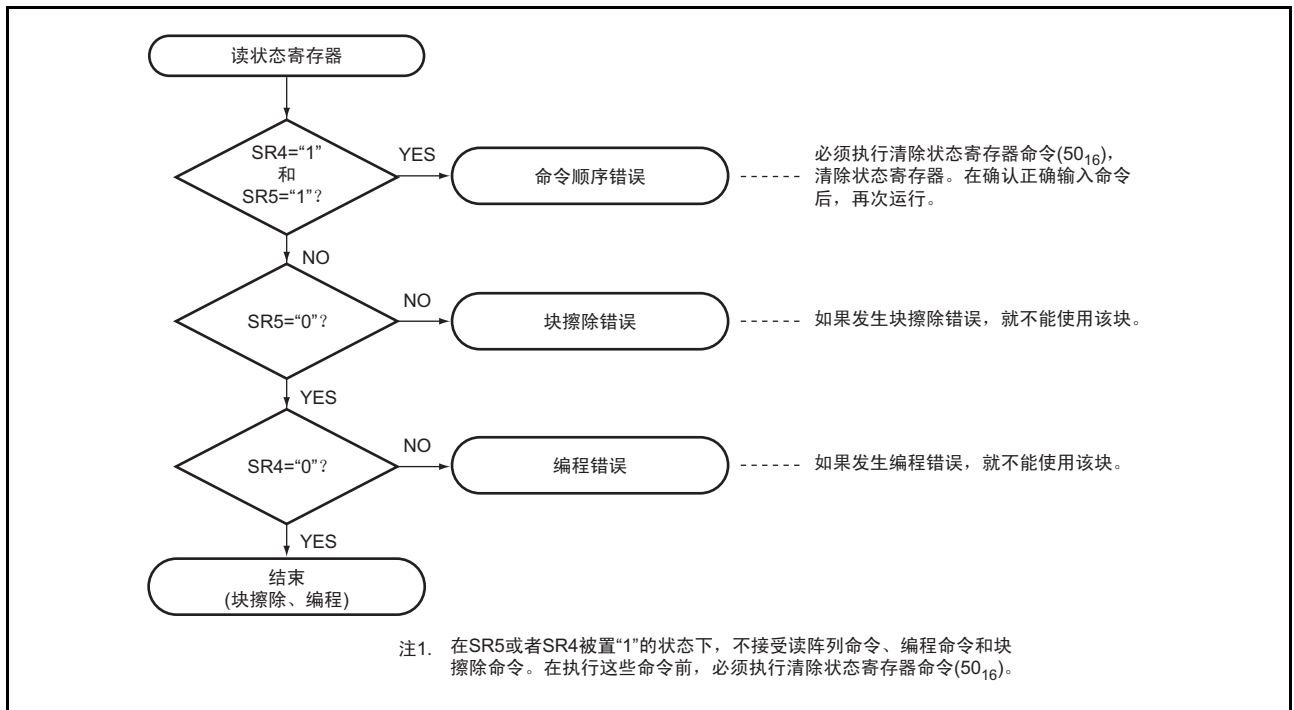 读状态寄存器
SR4=“1”
和
SR5=“1”?
YES
命令顺序错误
必须执行清除状态寄存器命令(50₁₆),
清除状态寄存器。在确认正确输入命令
后，再次运行。
NO
SR5=“0”?
NO
块擦除错误
如果发生块擦除错误，就不能使用该块。
YES
SR4=“0”?
NO
编程错误
如果发生编程错误，就不能使用该块。
YES
结束
(块擦除、编程)
注1. 在SR5或者SR4被置“1”的状态下，不接受读阵列命令、编程命令和块
擦除命令。在执行这些命令前，必须执行清除状态寄存器命令(50₁₆)。